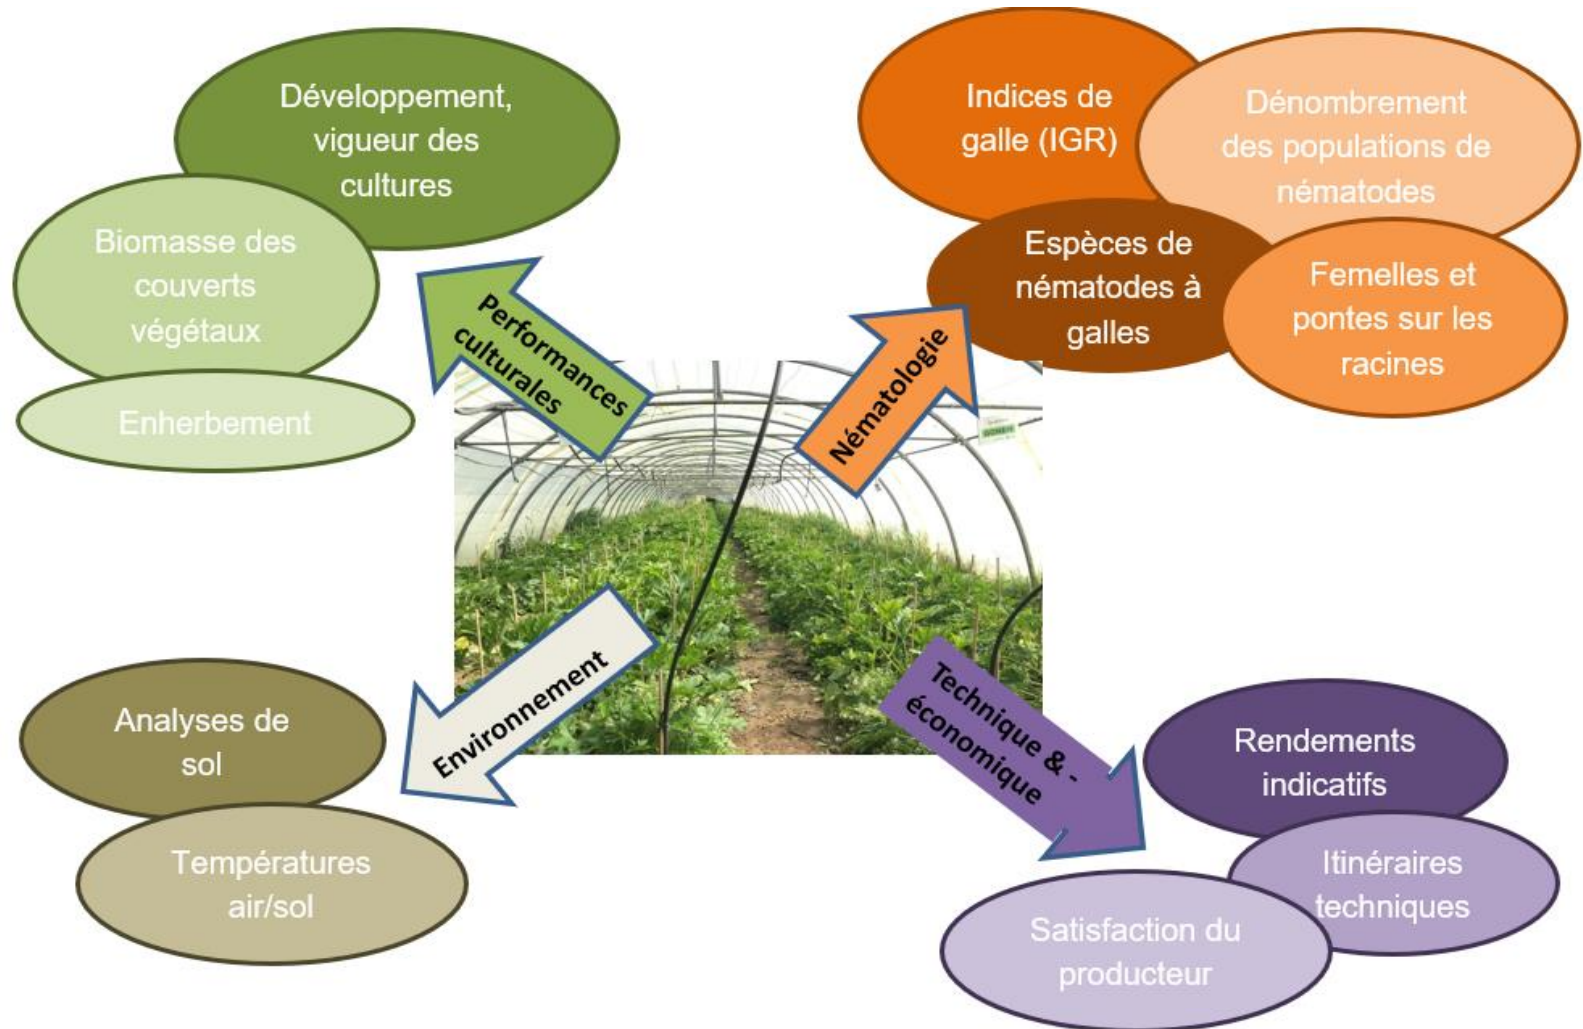 Développement,
vigueur des
cultures
Biomasse des
couverts
végétaux
Enherbement
Performances
culturales
Indices de
galle (IGR)
Dénombrement
des populations de
nématodes
Espèces de
nématodes à
galles
Femelles et
pontes sur les
racines
Nématologie
Environnement
Analyses de
sol
Températures
air/sol
Technique & -
économique
Rendements
indicatifs
Itinéraires
techniques
Satisfaction du
producteur